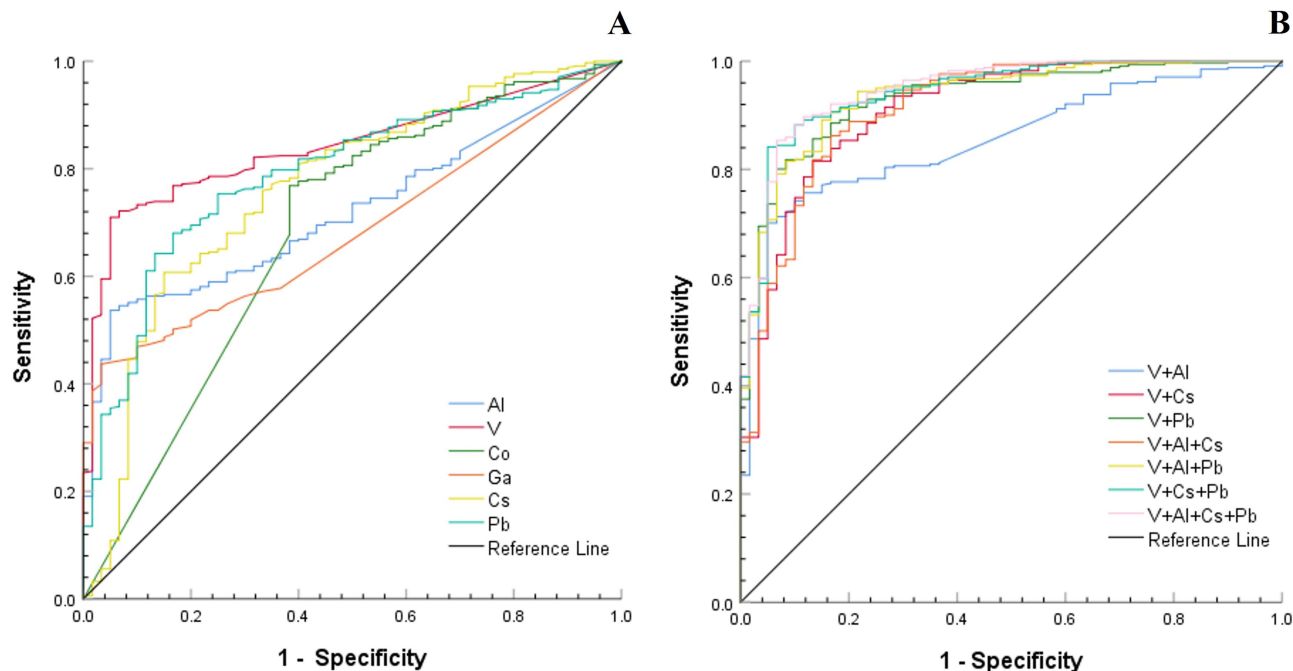 A
1.0
0.8
0.6
0.4
0.2
0.0
Sensitivity
Al
V
Co
Ga
Cs
Pb
Reference Line
0.0 0.2 0.4 0.6 0.8 1.0
1 - Specificity
B
1.0
0.8
0.6
0.4
0.2
0.0
Sensitivity
V+Al
V+Cs
V+Pb
V+Al+Cs
V+Al+Pb
V+Cs+Pb
V+Al+Cs+Pb
Reference Line
0.0 0.2 0.4 0.6 0.8 1.0
1 - Specificity